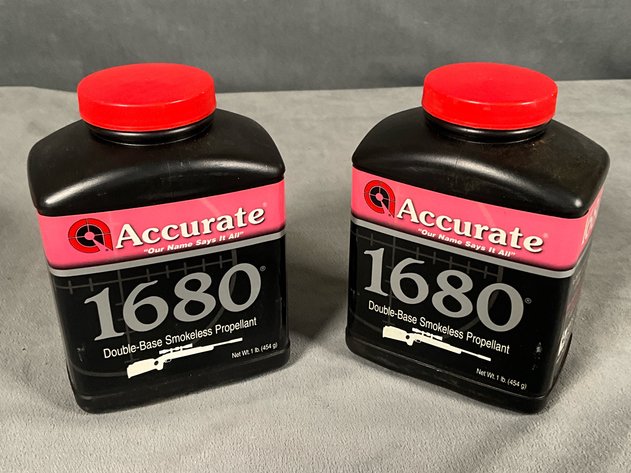 Accurate®
"Our Name Says It All"
1680®
Double-Base Smokeless Propellant
Net Wt. 1 lb. (454 g)
Accurate®
"Our Name Says It All"
1680®
Double-Base Smokeless Propellant
Net Wt. 1 lb. (454 g)